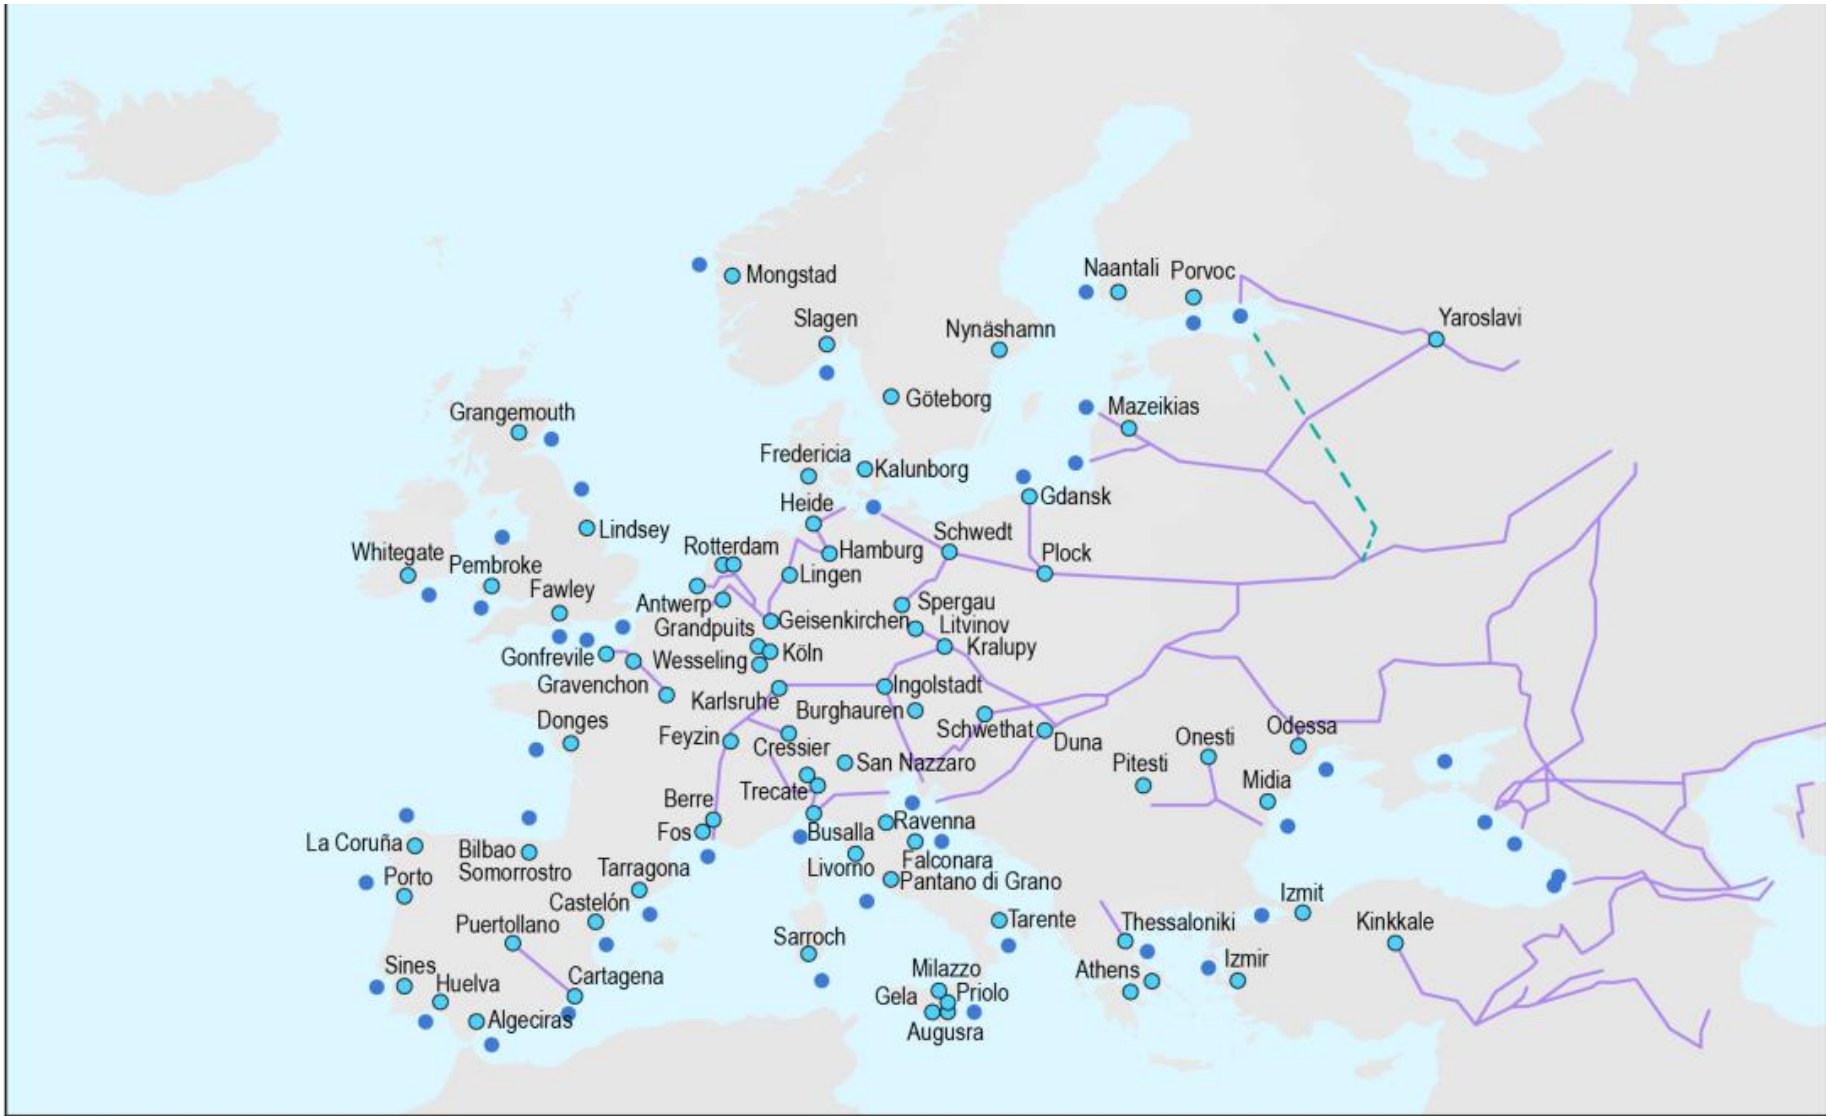 Naantali
Porvoc
Mongstad
Slagen
Nynäshamn
Yaroslavi
Göteborg
Grangemouth
Mazeikias
Fredericia
Kalunborg
Heide
Gdansk
Lindsey
Rotterdam
Hamburg
Schwedt
Whitegate
Pembroke
Lingen
Plock
Fawley
Antwerp
Spergau
Geisenkirchen
Grandpuits
Litvinov
Gonfrevile
Wesseling
Köln
Kralupy
Gravenchon
Karlsruhe
Ingolstadt
Burghauren
Donges
Feyzin
Cressier
Schwethat
Duna
Onesti
Odessa
San Nazzaro
Pitesti
Midia
Trecate
Berre
Fos
Busalla
Ravenna
La Coruña
Bilbao
Somorrostro
Livorno
Falconara
Porto
Tarragona
Pantano di Grano
Castelón
Izmit
Puertollano
Tarente
Thessaloniki
Kinkkale
Sarroch
Sines
Huelva
Cartagena
Milazzo
Athens
Izmir
Gela
Priolo
Algeciras
Augusra